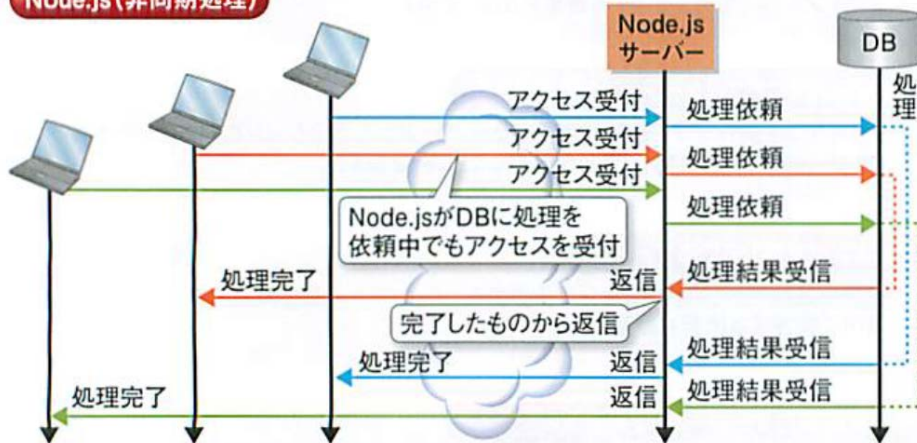 Node.js(非同期処理)
Node.js
サーバー
DB
処
理
アクセス受付
処理依頼
アクセス受付
処理依頼
アクセス受付
処理依頼
Node.jsがDBに処理を
依頼中でもアクセスを受付
処理完了
返信
処理結果受信
完了したものから返信
処理完了
返信
処理結果受信
処理完了
返信
処理結果受信